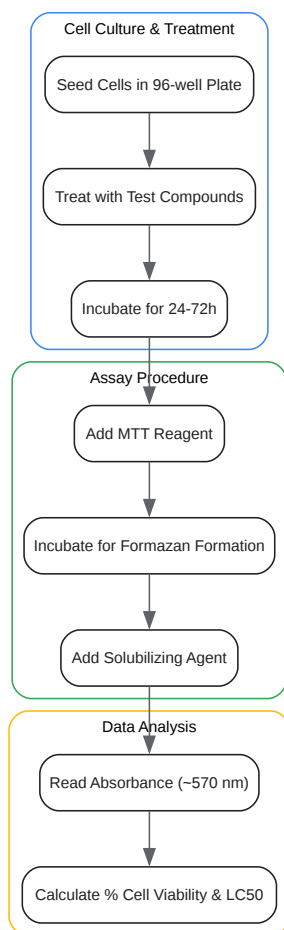 Cell Culture & Treatment
Seed Cells in 96-well Plate
Treat with Test Compounds
Incubate for 24-72h
Assay Procedure
Add MTT Reagent
Incubate for Formazan Formation
Add Solubilizing Agent
Data Analysis
Read Absorbance (~570 nm)
Calculate % Cell Viability & LC50